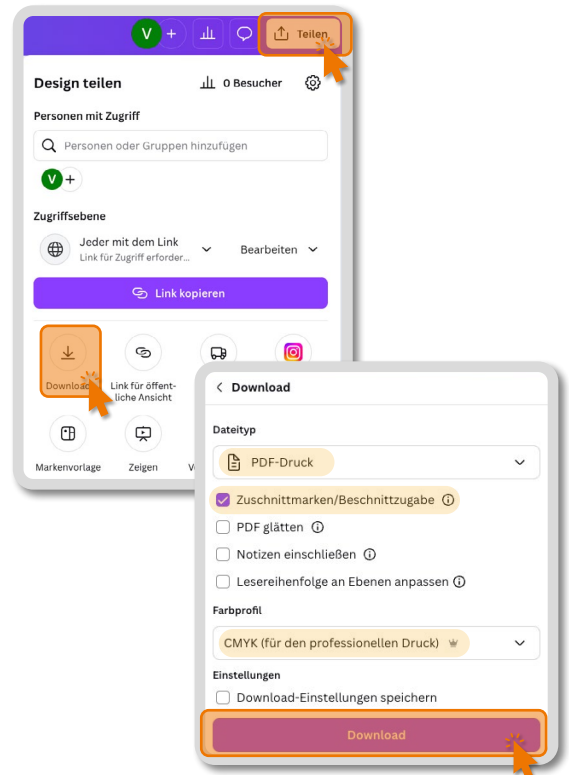 V + Teilen
Design teilen 0 Besucher
Personen mit Zugriff
Personen oder Gruppen hinzufügen
V +
Zugriffsebene
Jeder mit dem Link Bearbeiten
Link für Zugriff erforder...
Link kopieren
Download Link für öffent-
liche Ansicht
Markenvorlage Zeigen
Download
Dateityp
PDF-Druck
Zuschnittmarken/Beschnittzugabe
PDF glätten
Notizen einschließen
Lesereihenfolge an Ebenen anpassen
Farbprofil
CMYK (für den professionellen Druck)
Einstellungen
Download-Einstellungen speichern
Download